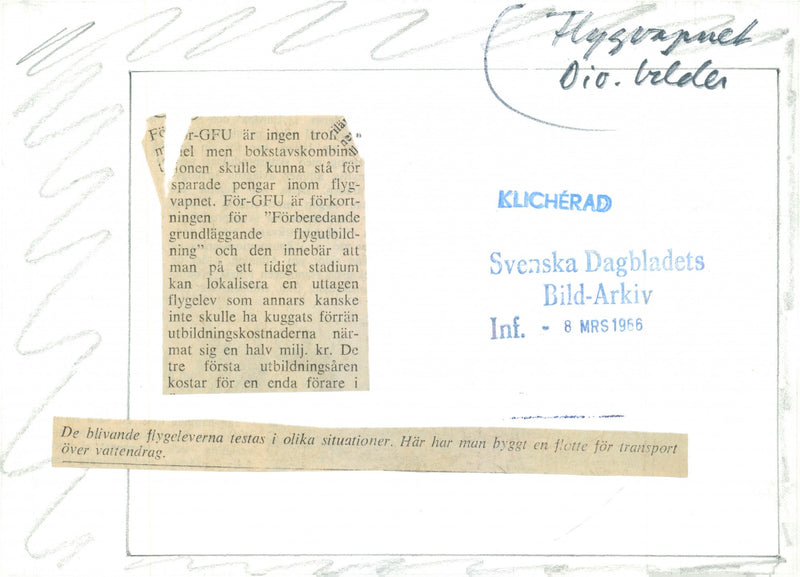 Flygvapnet
Div. bilder
För-GFU är ingen
men bokstavskombina
tionen skulle kunna stå för
sparade pengar inom flyg-
vapnet. För-GFU är förkort-
ningen för ”Förberedande
grundläggande flygutbild-
ning” och den innebär att
man på ett tidigt stadium
kan lokalisera en uttagen
flygelev som annars kanske
inte skulle ha kuggats förrän
utbildningskostnaderna när-
mat sig en halv milj. kr. De
tre första utbildningsåren
kostar för en enda förare i
KLICHÉRAD
Svenska Dagbladets
Bild-Arkiv
Inf. - 8 MRS 1966
De blivande flygeleverna testas i olika situationer. Här har man byggt en flotte för transport
över vattendrag.